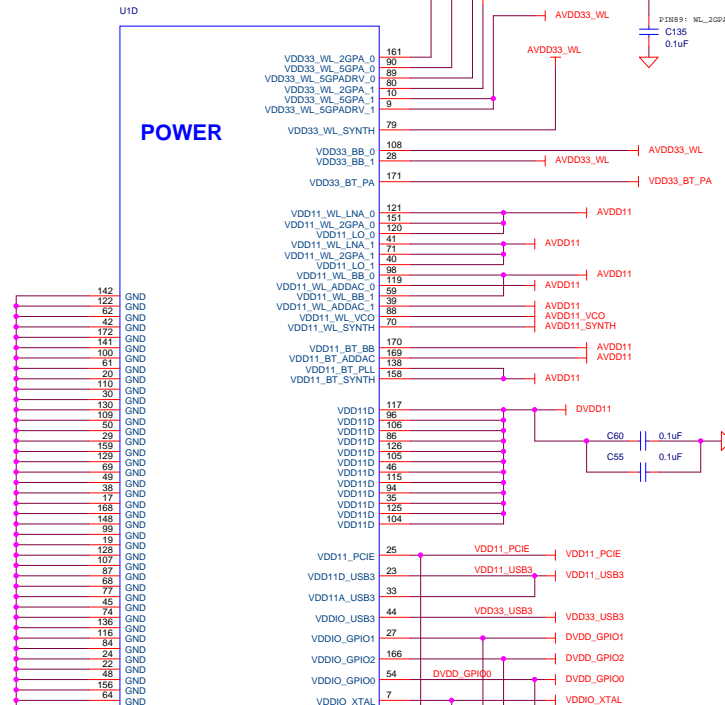 U1D
POWER
AVDD33_WL
PIN89: WL_2GP
C135
0.1uF
AVDD33_WL
VDD33_WL_2GPA_0 161
VDD33_WL_5GPA_0 90
VDD33_WL_5GPADRV_0 89
VDD33_WL_2GPA_1 80
VDD33_WL_5GPA_1 10
VDD33_WL_5GPADRV_1 9
VDD33_WL_SYNTH 79
VDD33_BB_0 108 AVDD33_WL
VDD33_BB_1 28 AVDD33_WL
VDD33_BT_PA 171 VDD33_BT_PA
VDD11_WL_LNA_0 121 AVDD11
VDD11_WL_2GPA_0 151
VDD11_LO_0 120
VDD11_WL_LNA_1 41 AVDD11
VDD11_WL_2GPA_1 71
VDD11_LO_1 40
VDD11_WL_BB_0 98 AVDD11
VDD11_WL_ADDAC_0 119 AVDD11
VDD11_WL_BB_1 59
VDD11_WL_ADDAC_1 39 AVDD11
VDD11_WL_VCO 88 AVDD11_VCO
VDD11_WL_SYNTH 70 AVDD11_SYNTH
VDD11_BT_BB 170 AVDD11
VDD11_BT_ADDAC 169 AVDD11
VDD11_BT_PLL 138
VDD11_BT_SYNTH 158 AVDD11
VDD11D 117 DVDD11
VDD11D 96
VDD11D 106
VDD11D 86
VDD11D 126
VDD11D 105
VDD11D 46
VDD11D 115
VDD11D 94
VDD11D 35
VDD11D 125
VDD11D 104
C60 0.1uF
C55 0.1uF
VDD11_PCIE 25 VDD11_PCIE VDD11_PCIE
VDD11D_USB3 23 VDD11_USB3 VDD11_USB3
VDD11A_USB3 33
VDDIO_USB3 44 VDD33_USB3 VDD33_USB3
VDDIO_GPIO1 27 DVDD_GPIO1
VDDIO_GPIO2 166 DVDD_GPIO2
VDDIO_GPIO0 54 DVDD_GPIO0 DVDD_GPIO0
VDDIO_XTAL 7 VDDIO_XTAL
142 GND
122 GND
62 GND
42 GND
172 GND
141 GND
100 GND
61 GND
20 GND
110 GND
30 GND
130 GND
109 GND
50 GND
29 GND
159 GND
129 GND
69 GND
49 GND
38 GND
17 GND
168 GND
148 GND
99 GND
19 GND
128 GND
107 GND
87 GND
68 GND
77 GND
45 GND
74 GND
136 GND
116 GND
84 GND
24 GND
22 GND
48 GND
156 GND
64 GND